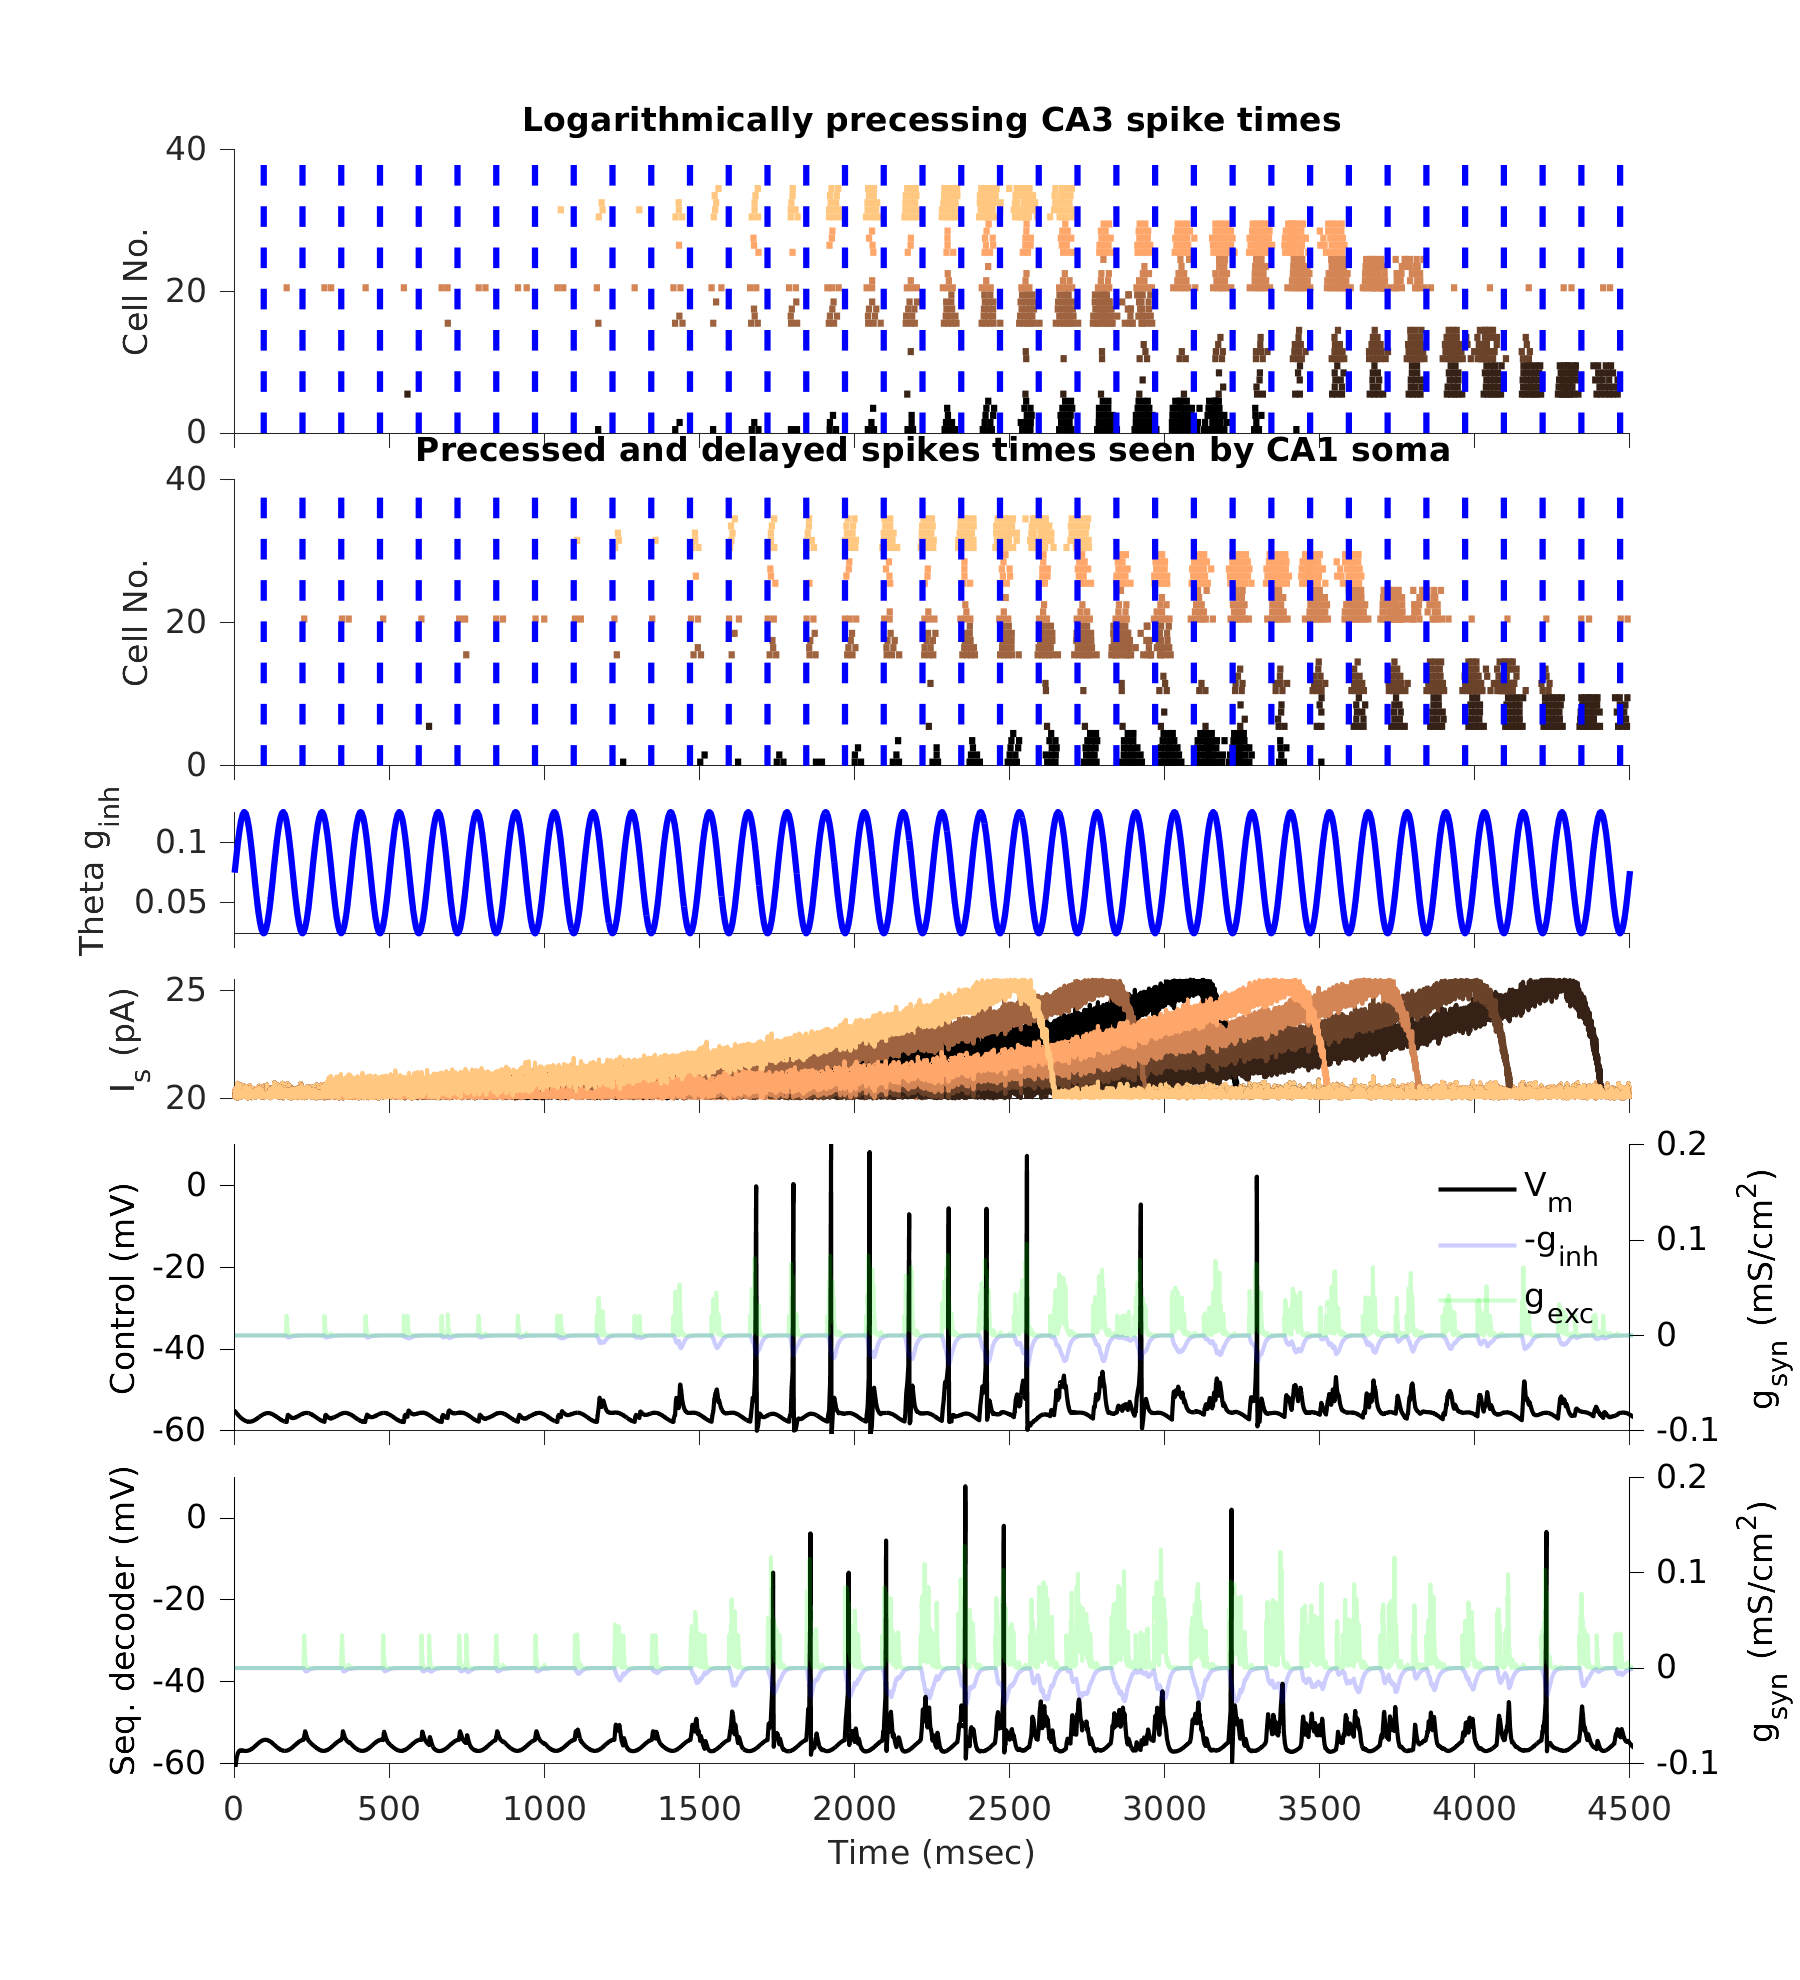 Logarithmically precessing CA3 spike times
40
20
0
Cell No.
Precessed and delayed spikes times seen by CA1 soma
40
20
0
Cell No.
Theta g_inh
0.1
0.05
I_s (pA)
25
20
Control (mV)
0
-20
-40
-60
V_m
-g_inh
g_exc
0.2
0.1
0
-0.1
g_syn (mS/cm^2)
Seq. decoder (mV)
0
-20
-40
-60
0.2
0.1
0
-0.1
g_syn (mS/cm^2)
0 500 1000 1500 2000 2500 3000 3500 4000 4500
Time (msec)